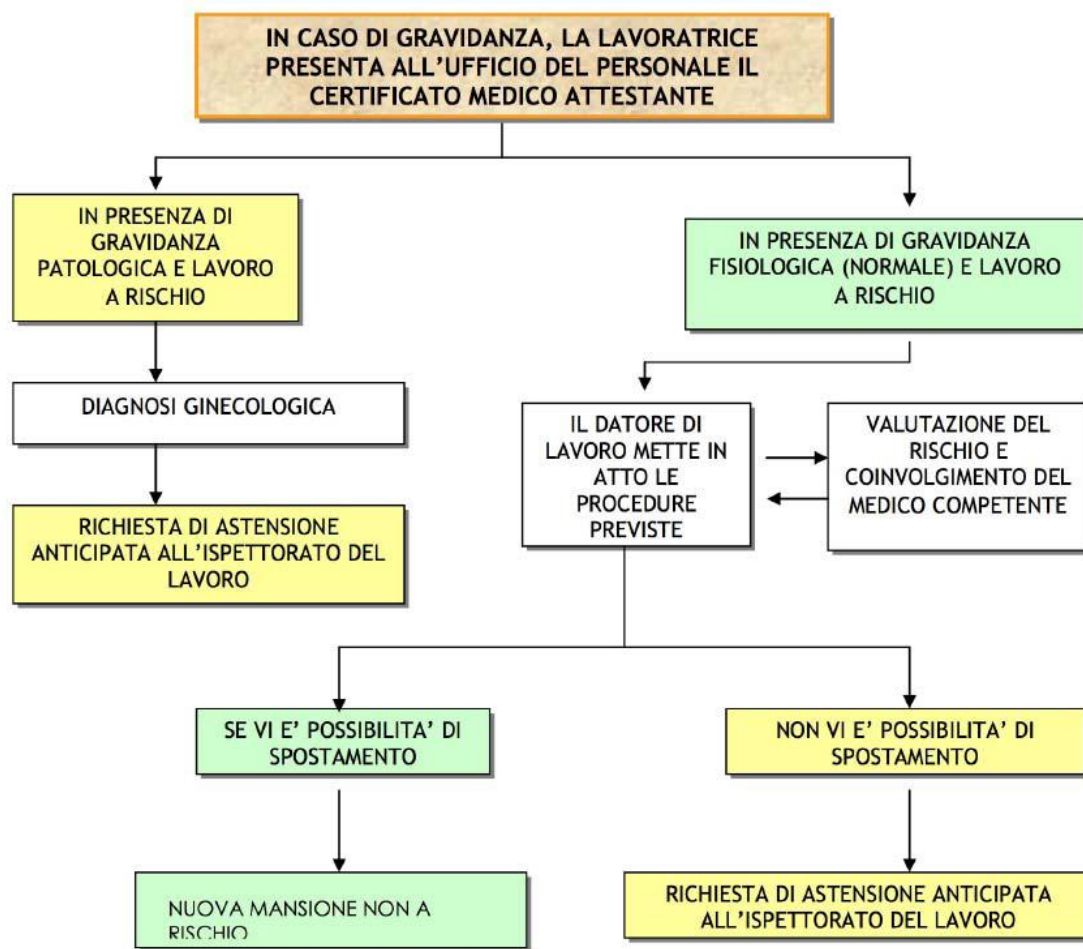 IN CASO DI GRAVIDANZA, LA LAVORATRICE
PRESENTA ALL’UFFICIO DEL PERSONALE IL
CERTIFICATO MEDICO ATTESTANTE
IN PRESENZA DI
GRAVIDANZA
PATOLOGICA E LAVORO
A RISCHIO
IN PRESENZA DI GRAVIDANZA
FISIOLOGICA (NORMALE) E LAVORO
A RISCHIO
DIAGNOSI GINECOLOGICA
IL DATORE DI
LAVORO METTE IN
ATTO LE
PROCEDURE
PREVISTE
VALUTAZIONE DEL
RISCHIO E
COINVOLGIMENTO DEL
MEDICO COMPETENTE
RICHIESTA DI ASTENSIONE
ANTICIPATA ALL’ISPETTORATO DEL
LAVORO
SE VI E’ POSSIBILITA’ DI
SPOSTAMENTO
NON VI E’ POSSIBILITA’ DI
SPOSTAMENTO
NUOVA MANSIONE NON A
RISCHIO
RICHIESTA DI ASTENSIONE ANTICIPATA
ALL’ISPETTORATO DEL LAVORO